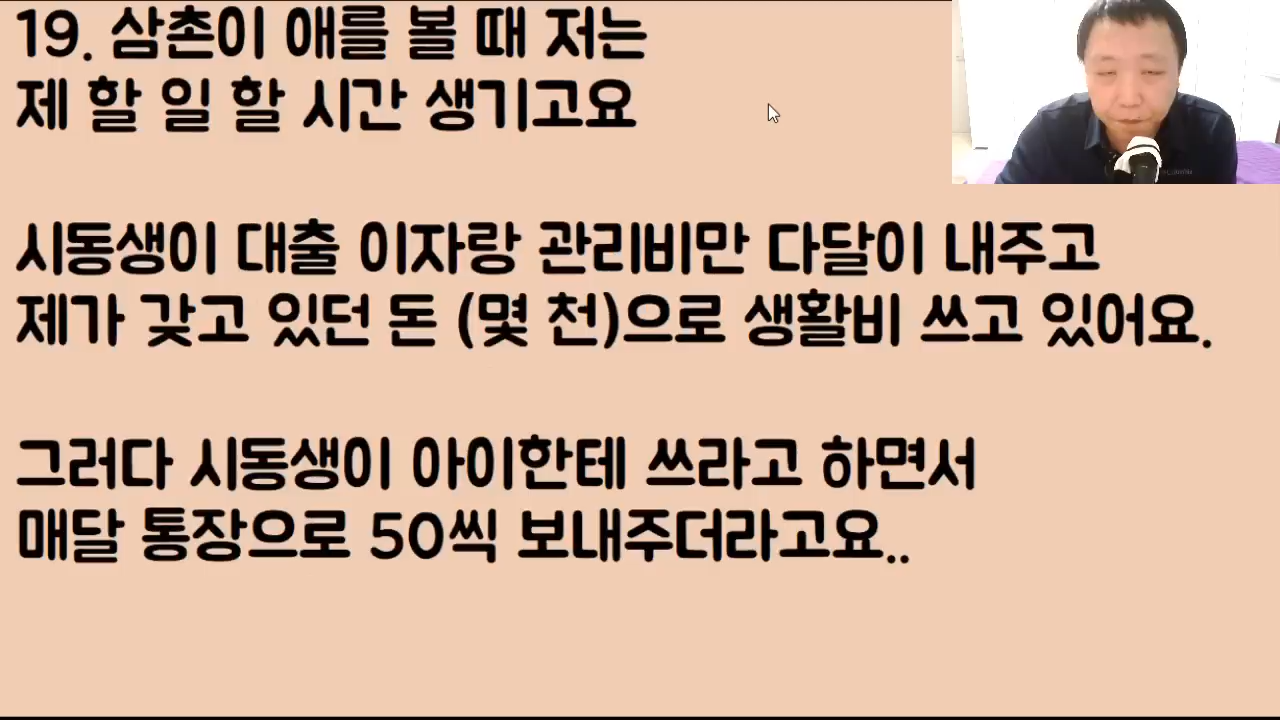 19. 삼촌이 애를 볼 때 저는
제 할 일 할 시간 생기고요
시동생이 대출 이자랑 관리비만 다달이 내주고
제가 갖고 있던 돈 (몇 천)으로 생활비 쓰고 있어요.
그러다 시동생이 아이한테 쓰라고 하면서
매달 통장으로 50씩 보내주더라고요..